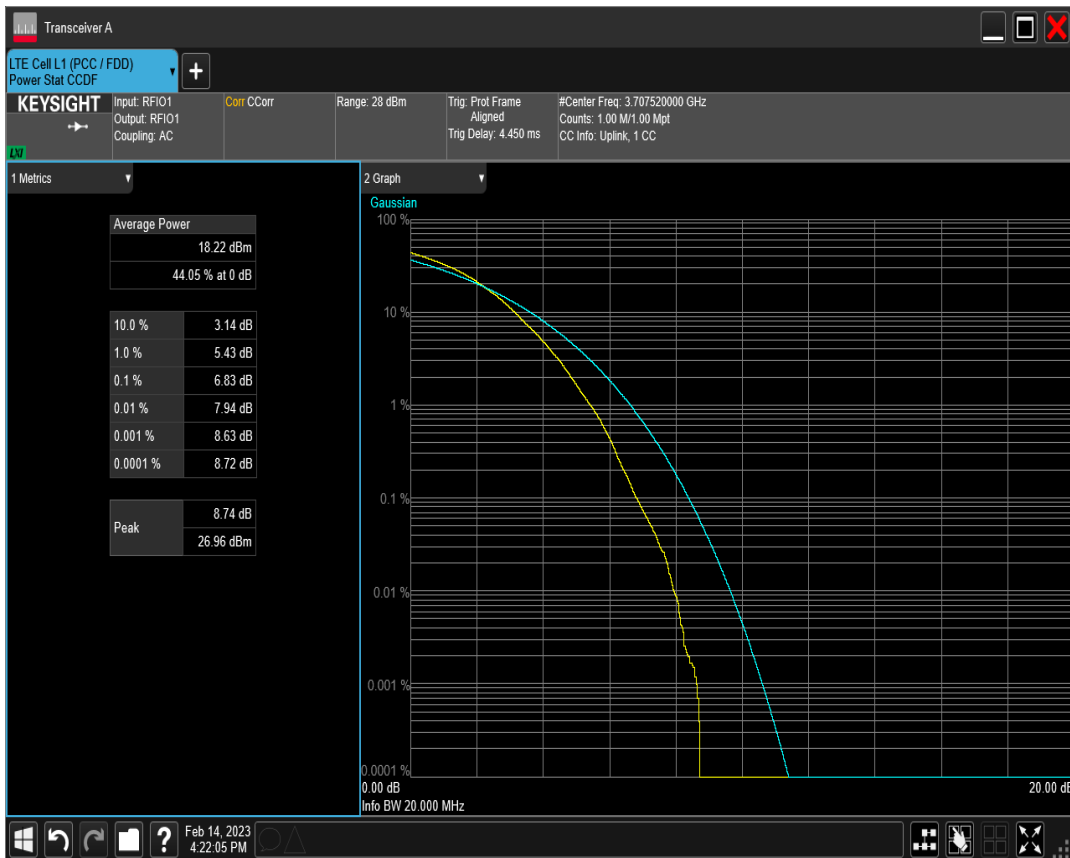 Transceiver A
LTE Cell L1 (PCC / FDD)
Power Stat CCDF
KEYSIGHT
LXI
Input: RFIO1
Output: RFIO1
Coupling: AC
Corr CCorr
Range: 28 dBm
Trig: Prot Frame
Aligned
Trig Delay: 4.450 ms
#Center Freq: 3.707520000 GHz
Counts: 1.00 M/1.00 Mpt
CC Info: Uplink, 1 CC
1 Metrics
Average Power
18.22 dBm
44.05 % at 0 dB
10.0 % 3.14 dB
1.0 % 5.43 dB
0.1 % 6.83 dB
0.01 % 7.94 dB
0.001 % 8.63 dB
0.0001 % 8.72 dB
Peak
8.74 dB
26.96 dBm
2 Graph
Gaussian
100 %
10 %
1 %
0.1 %
0.01 %
0.001 %
0.0001 %
0.00 dB 20.00 dB
Info BW 20.000 MHz
Feb 14, 2023
4:22:05 PM